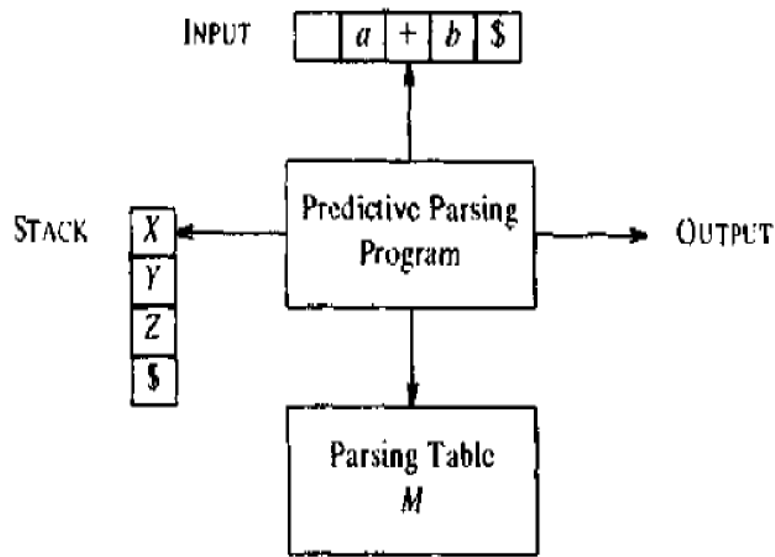 INPUT
a + b $
Predictive Parsing
Program
STACK
X
Y
Z
$
OUTPUT
Parsing Table
M